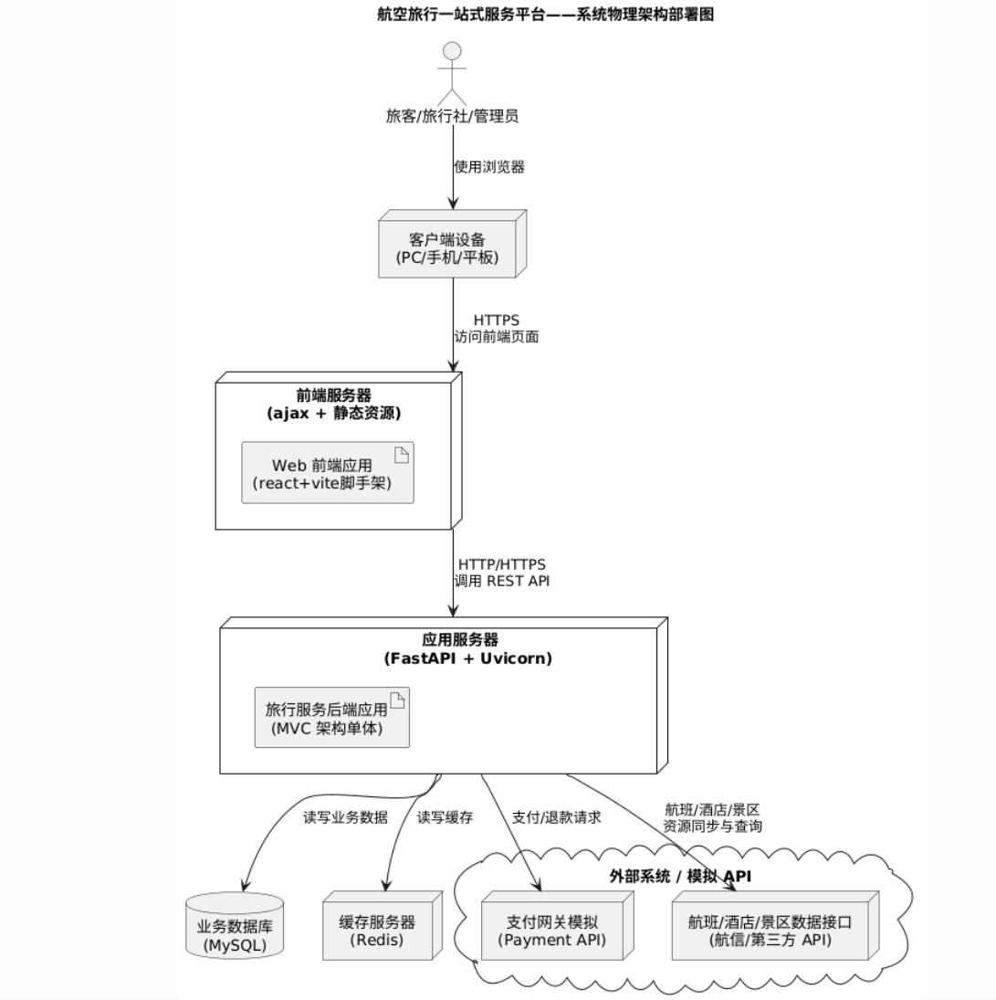 航空旅行一站式服务平台——系统物理架构部署图
旅客/旅行社/管理员
使用浏览器
客户端设备
(PC/手机/平板)
HTTPS
访问前端页面
前端服务器
(ajax + 静态资源)
Web 前端应用
(react+vite脚手架)
HTTP/HTTPS
调用 REST API
应用服务器
(FastAPI + Uvicorn)
旅行服务后端应用
(MVC 架构单体)
读写业务数据
读写缓存
支付/退款请求
航班/酒店/景区
资源同步与查询
外部系统 / 模拟 API
业务数据库
(MySQL)
缓存服务器
(Redis)
支付网关模拟
(Payment API)
航班/酒店/景区数据接口
(航信/第三方 API)